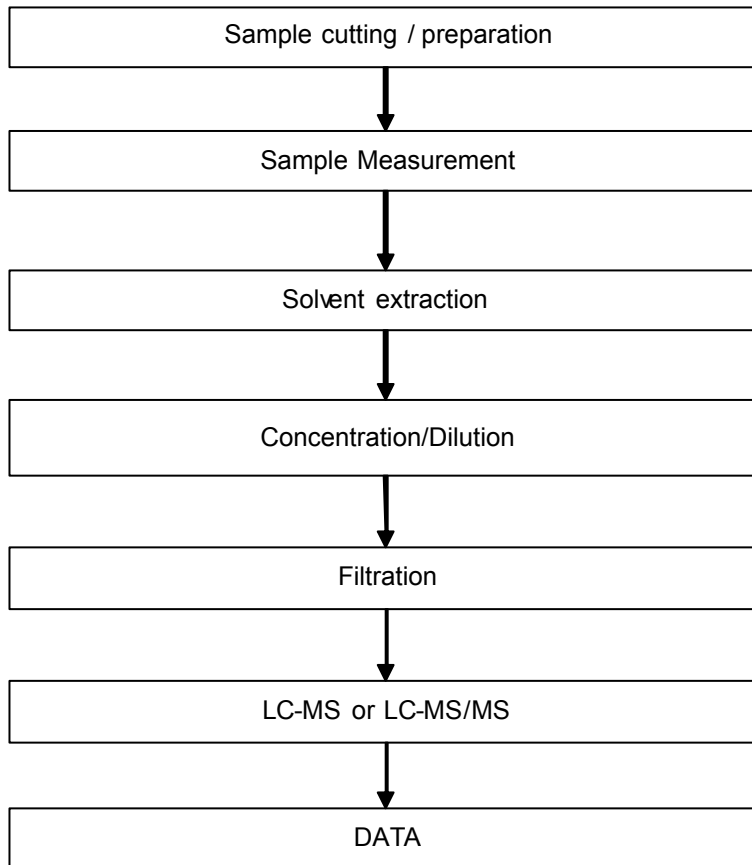 Sample cutting / preparation
Sample Measurement
Solvent extraction
Concentration/Dilution
Filtration
LC-MS or LC-MS/MS
DATA